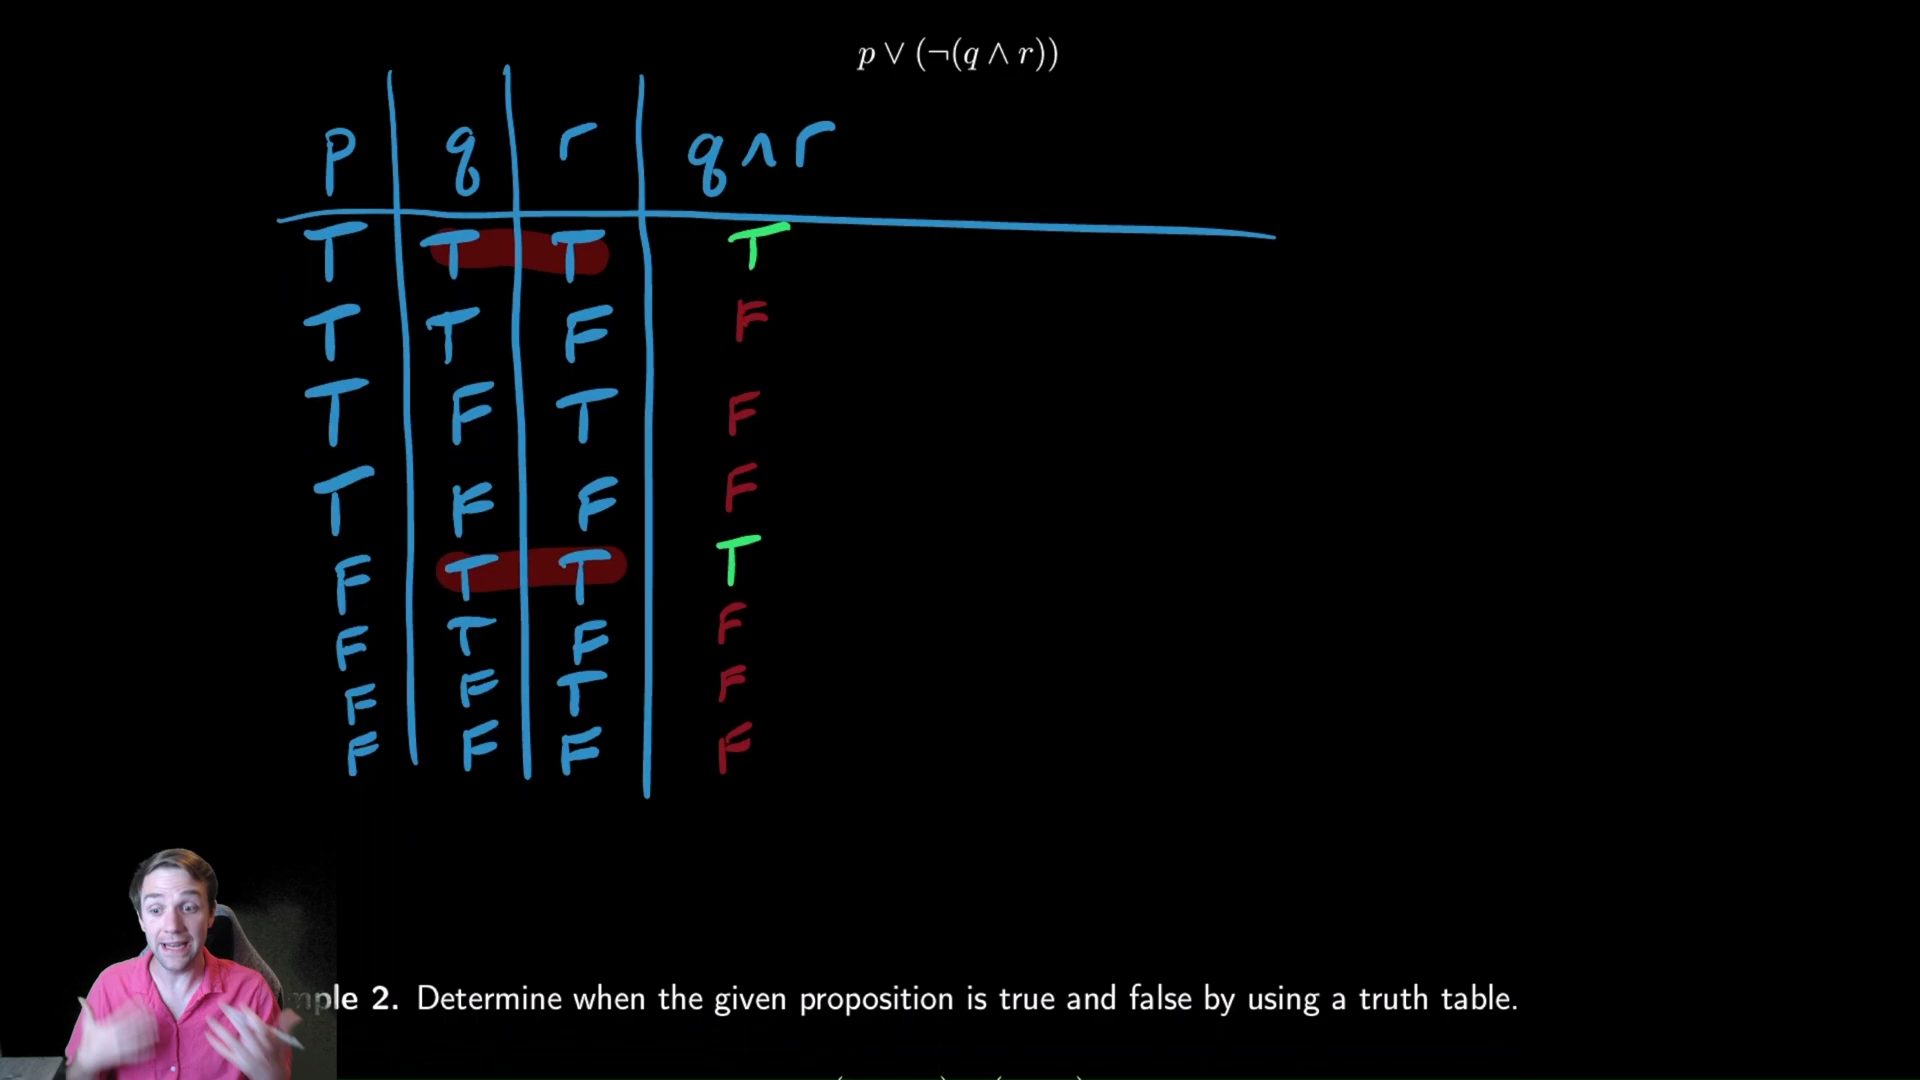 p ∨ (¬(q ∧ r))
p q r q ∧ r
T T T T
T T F F
T F T F
T F F F
F T T T
F T F F
F F T F
F F F F
mple 2. Determine when the given proposition is true and false by using a truth table.